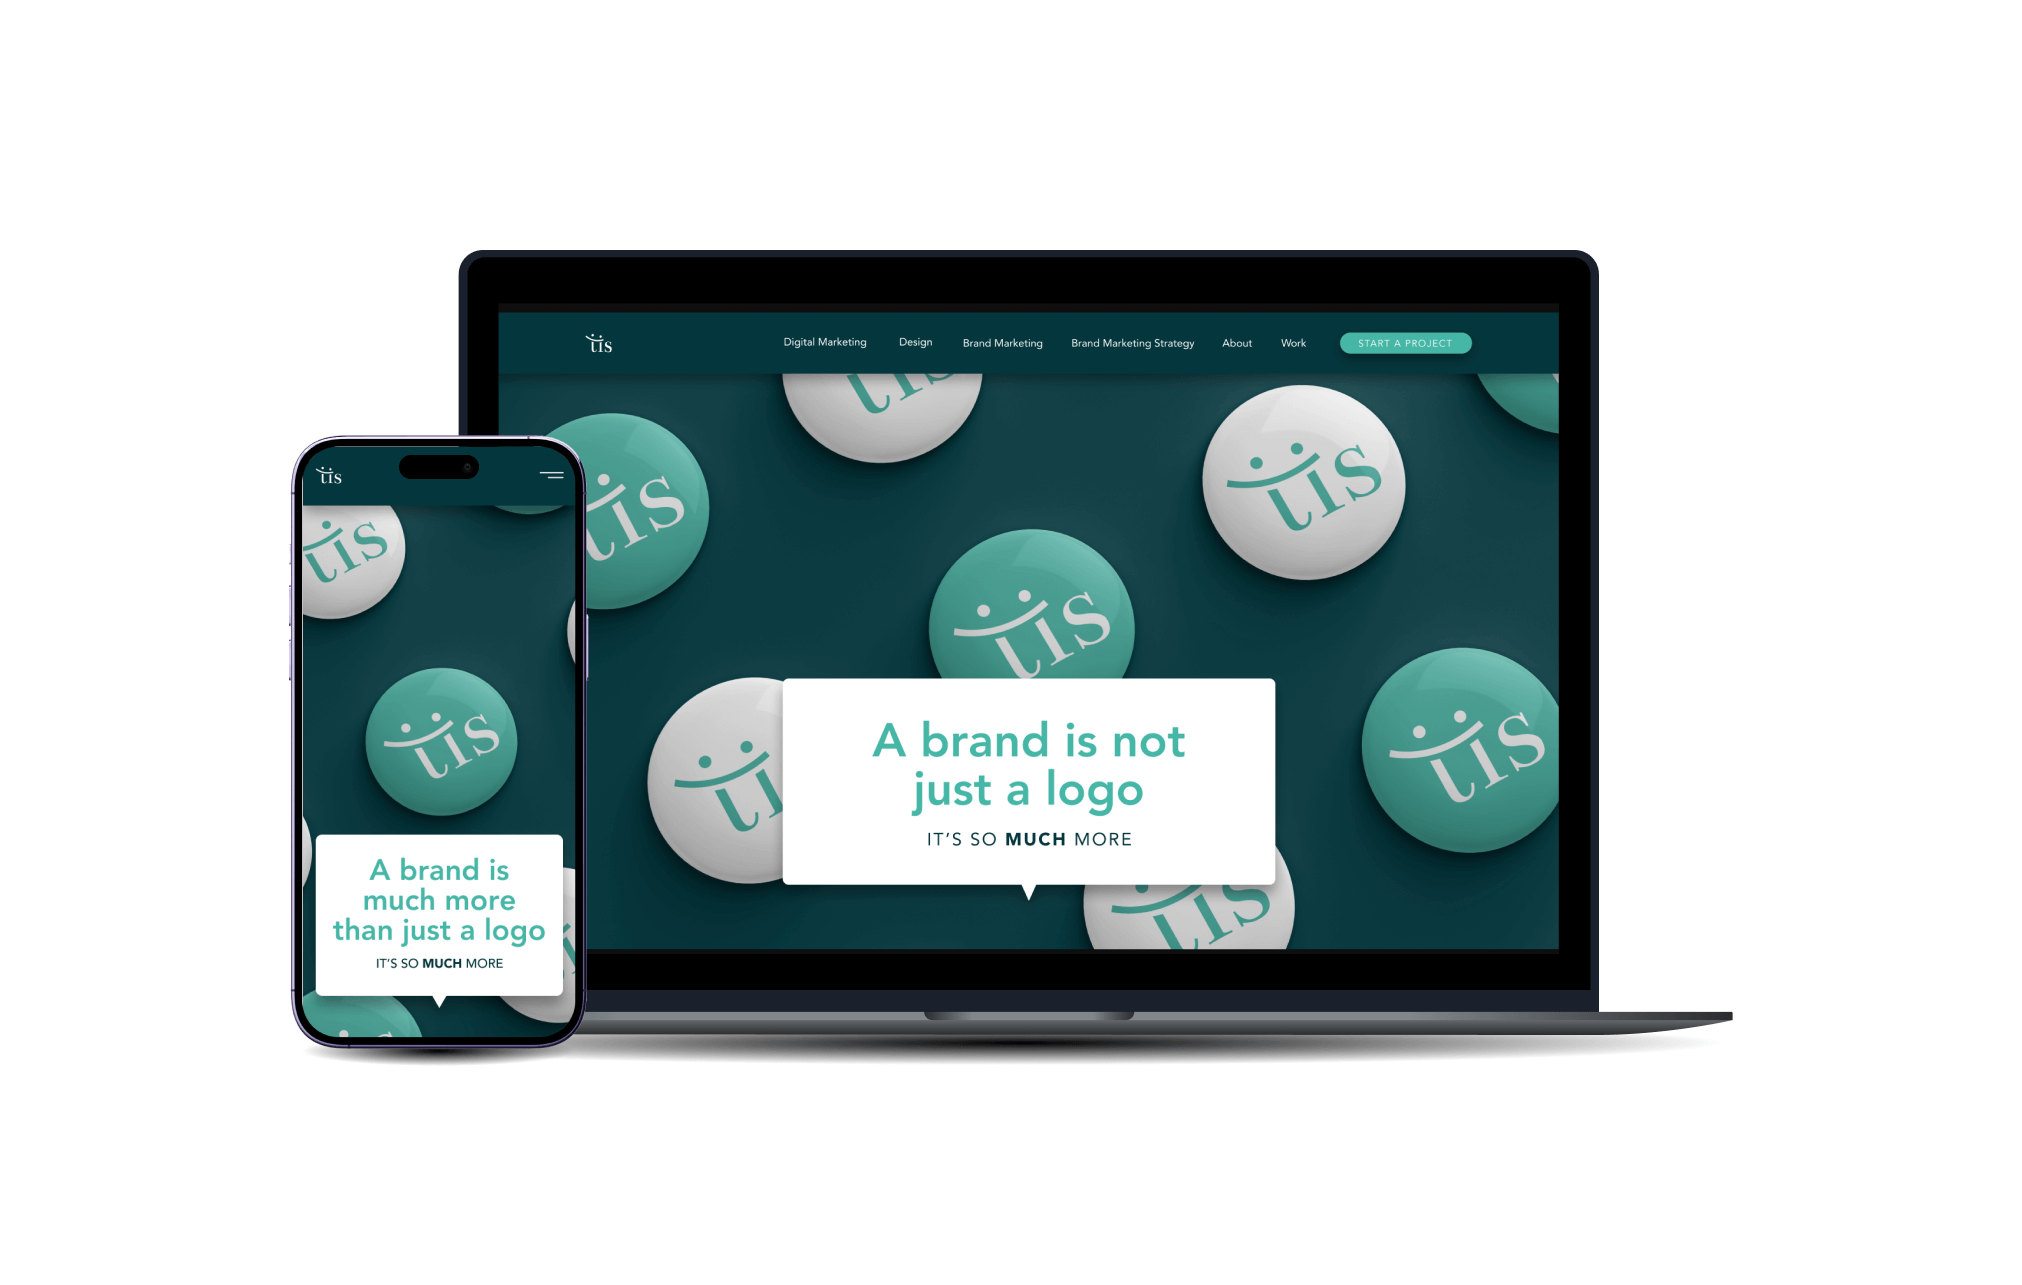 tis
Digital Marketing Design Brand Marketing Brand Marketing Strategy About Work START A PROJECT
tis
tis
tis
tis
tis
A brand is not
just a logo
IT'S SO MUCH MORE
tis
tis
tis
tis
A brand is
much more
than just a logo
IT'S SO MUCH MORE